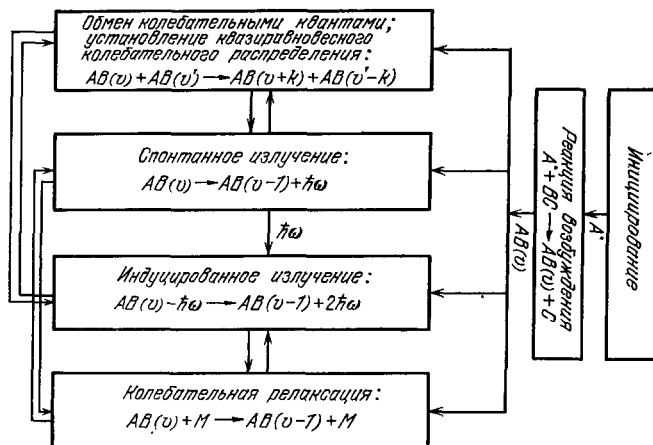 Обмен колебательными квантами;
установление квазиравновесного
колебательного распределения:
AB(v)+AB(v')→AB(v+k)+AB(v'-k)
Спонтанное излучение:
AB(v)→AB(v-1)+ħω
ħω
Индуцированное излучение:
AB(v)-ħω→AB(v-1)+2ħω
Колебательная релаксация:
AB(v)+M→AB(v-1)+M
AB(v)
Реакция возбуждения
A˙+BC→AB(v)+C
A˙
Инициирование